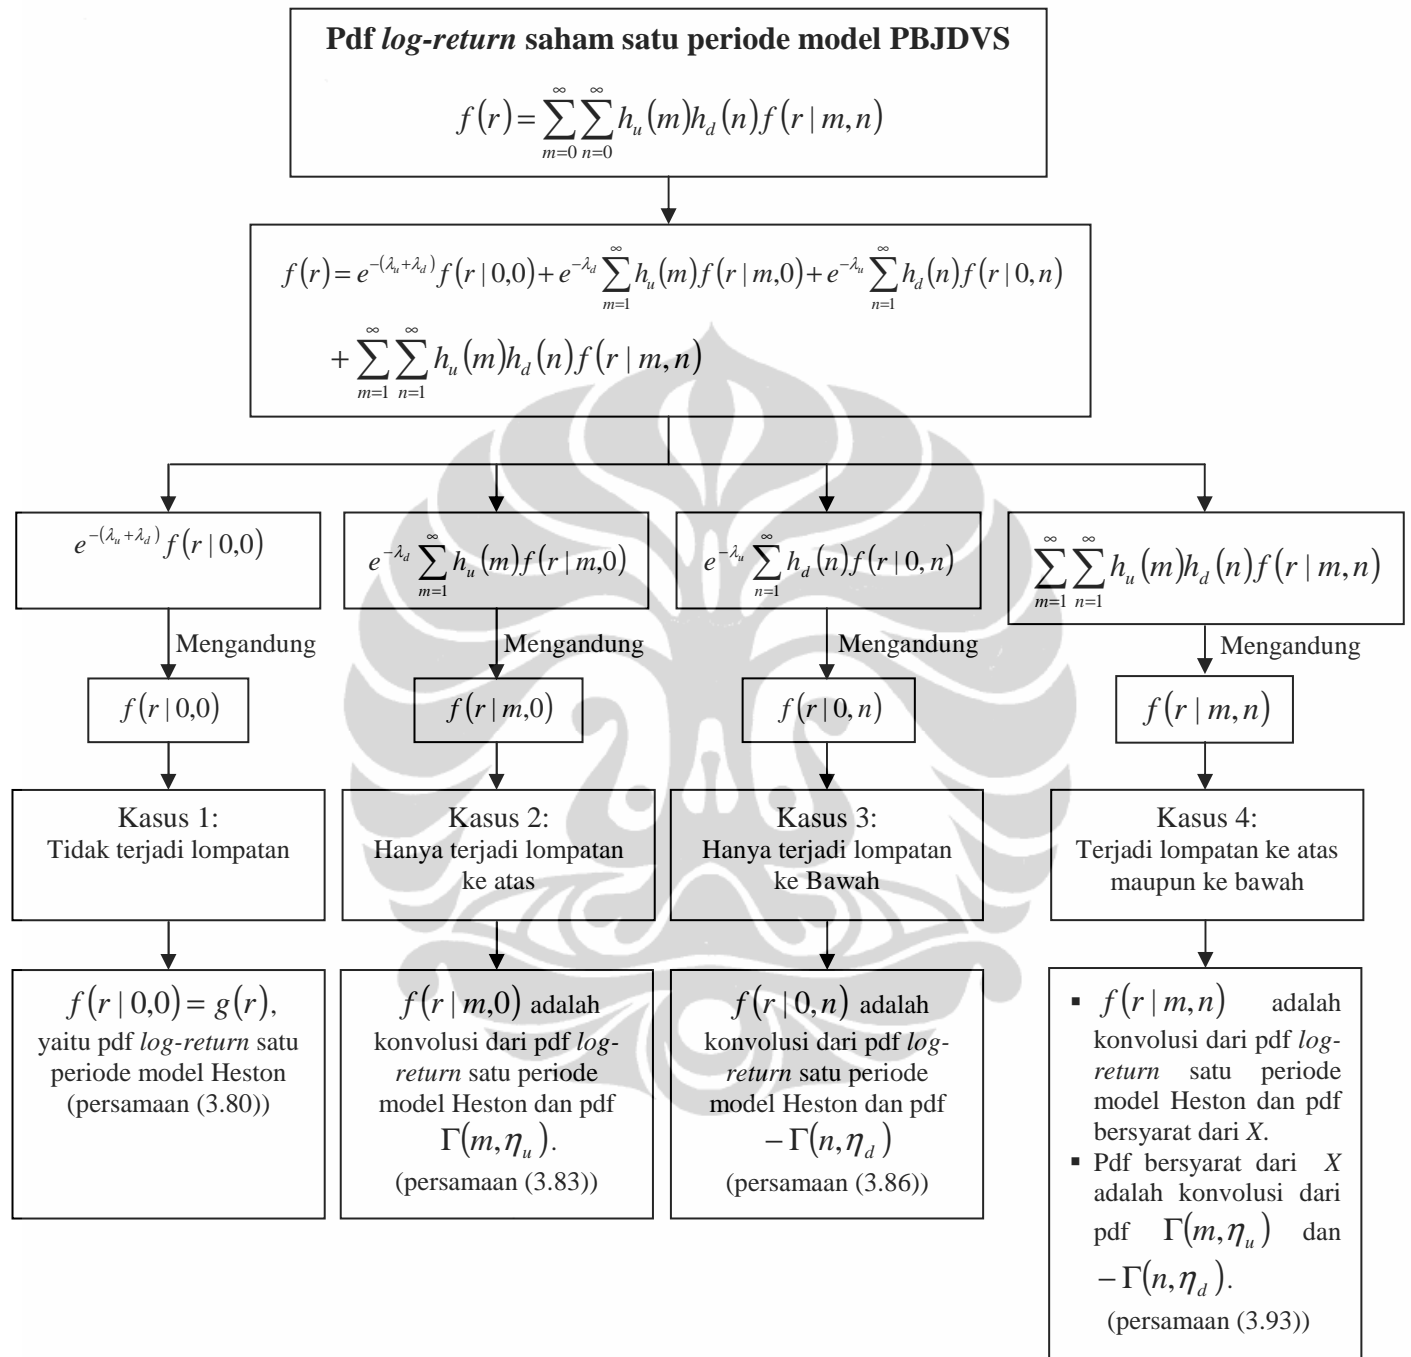 Pdf log-return saham satu periode model PBJDVS
f(r) = ∑_{m=0}^{∞} ∑_{n=0}^{∞} h_u(m)h_d(n)f(r | m, n)
f(r) = e^{-(λ_u+λ_d)} f(r | 0,0) + e^{-λ_d} ∑_{m=1}^{∞} h_u(m)f(r | m,0) + e^{-λ_u} ∑_{n=1}^{∞} h_d(n)f(r | 0, n)
+ ∑_{m=1}^{∞} ∑_{n=1}^{∞} h_u(m)h_d(n)f(r | m, n)
e^{-(λ_u+λ_d)} f(r | 0,0)
Mengandung
f(r | 0,0)
Kasus 1:
Tidak terjadi lompatan
f(r | 0,0) = g(r),
yaitu pdf log-return satu
periode model Heston
(persamaan (3.80))
e^{-λ_d} ∑_{m=1}^{∞} h_u(m)f(r | m,0)
Mengandung
f(r | m,0)
Kasus 2:
Hanya terjadi lompatan
ke atas
f(r | m,0) adalah
konvolusi dari pdf log-
return satu periode
model Heston dan pdf
Γ(m,η_u).
(persamaan (3.83))
e^{-λ_u} ∑_{n=1}^{∞} h_d(n)f(r | 0, n)
Mengandung
f(r | 0, n)
Kasus 3:
Hanya terjadi lompatan
ke Bawah
f(r | 0, n) adalah
konvolusi dari pdf log-
return satu periode
model Heston dan pdf
− Γ(n,η_d)
(persamaan (3.86))
∑_{m=1}^{∞} ∑_{n=1}^{∞} h_u(m)h_d(n)f(r | m, n)
Mengandung
f(r | m, n)
Kasus 4:
Terjadi lompatan ke atas
maupun ke bawah
▪ f(r | m, n) adalah
konvolusi dari pdf log-
return satu periode
model Heston dan pdf
bersyarat dari X.
▪ Pdf bersyarat dari X
adalah konvolusi dari
pdf Γ(m,η_u) dan
− Γ(n,η_d).
(persamaan (3.93))